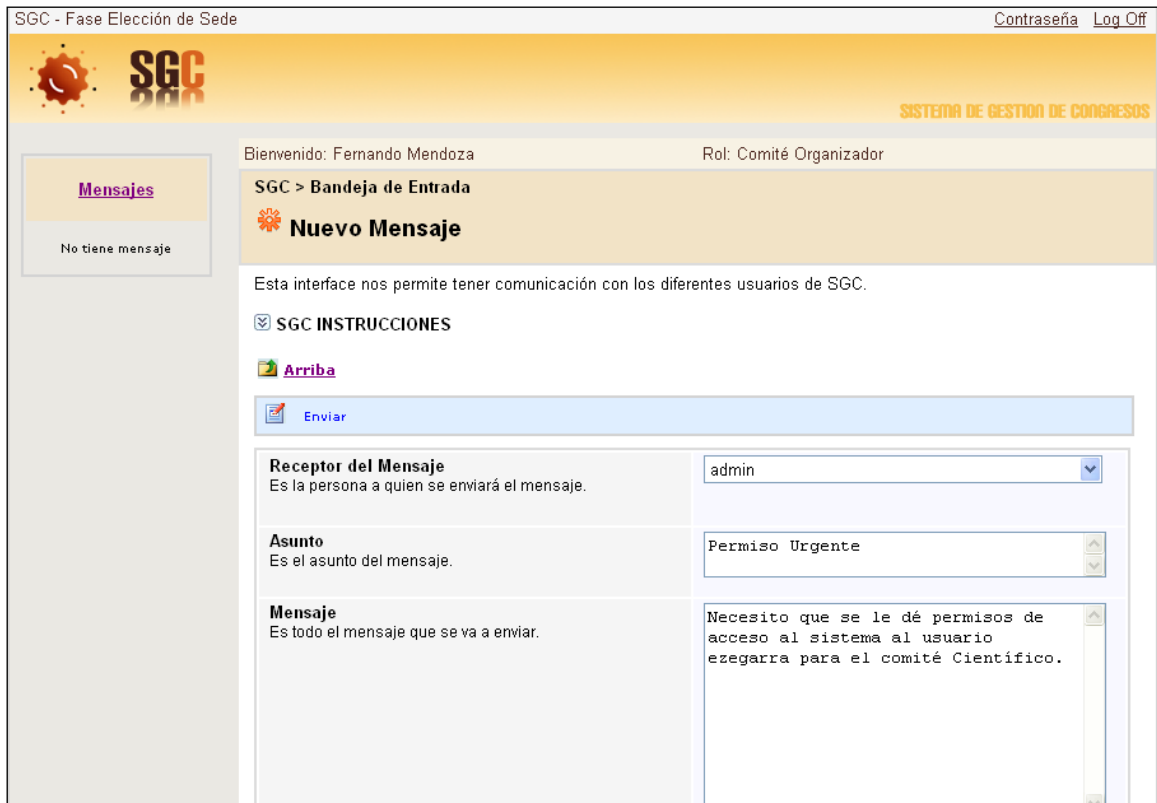 SGC - Fase Elección de Sede
Contraseña Log Off
SGC
SISTEMA DE GESTION DE CONGRESOS
Bienvenido: Fernando Mendoza
Rol: Comité Organizador
Mensajes
No tiene mensaje
SGC > Bandeja de Entrada
Nuevo Mensaje
Esta interface nos permite tener comunicación con los diferentes usuarios de SGC.
SGC INSTRUCCIONES
Arriba
Enviar
Receptor del Mensaje
Es la persona a quien se enviará el mensaje.
admin
Asunto
Es el asunto del mensaje.
Permiso Urgente
Mensaje
Es todo el mensaje que se va a enviar.
Necesito que se le dé permisos de
acceso al sistema al usuario
ezegarra para el comité Científico.